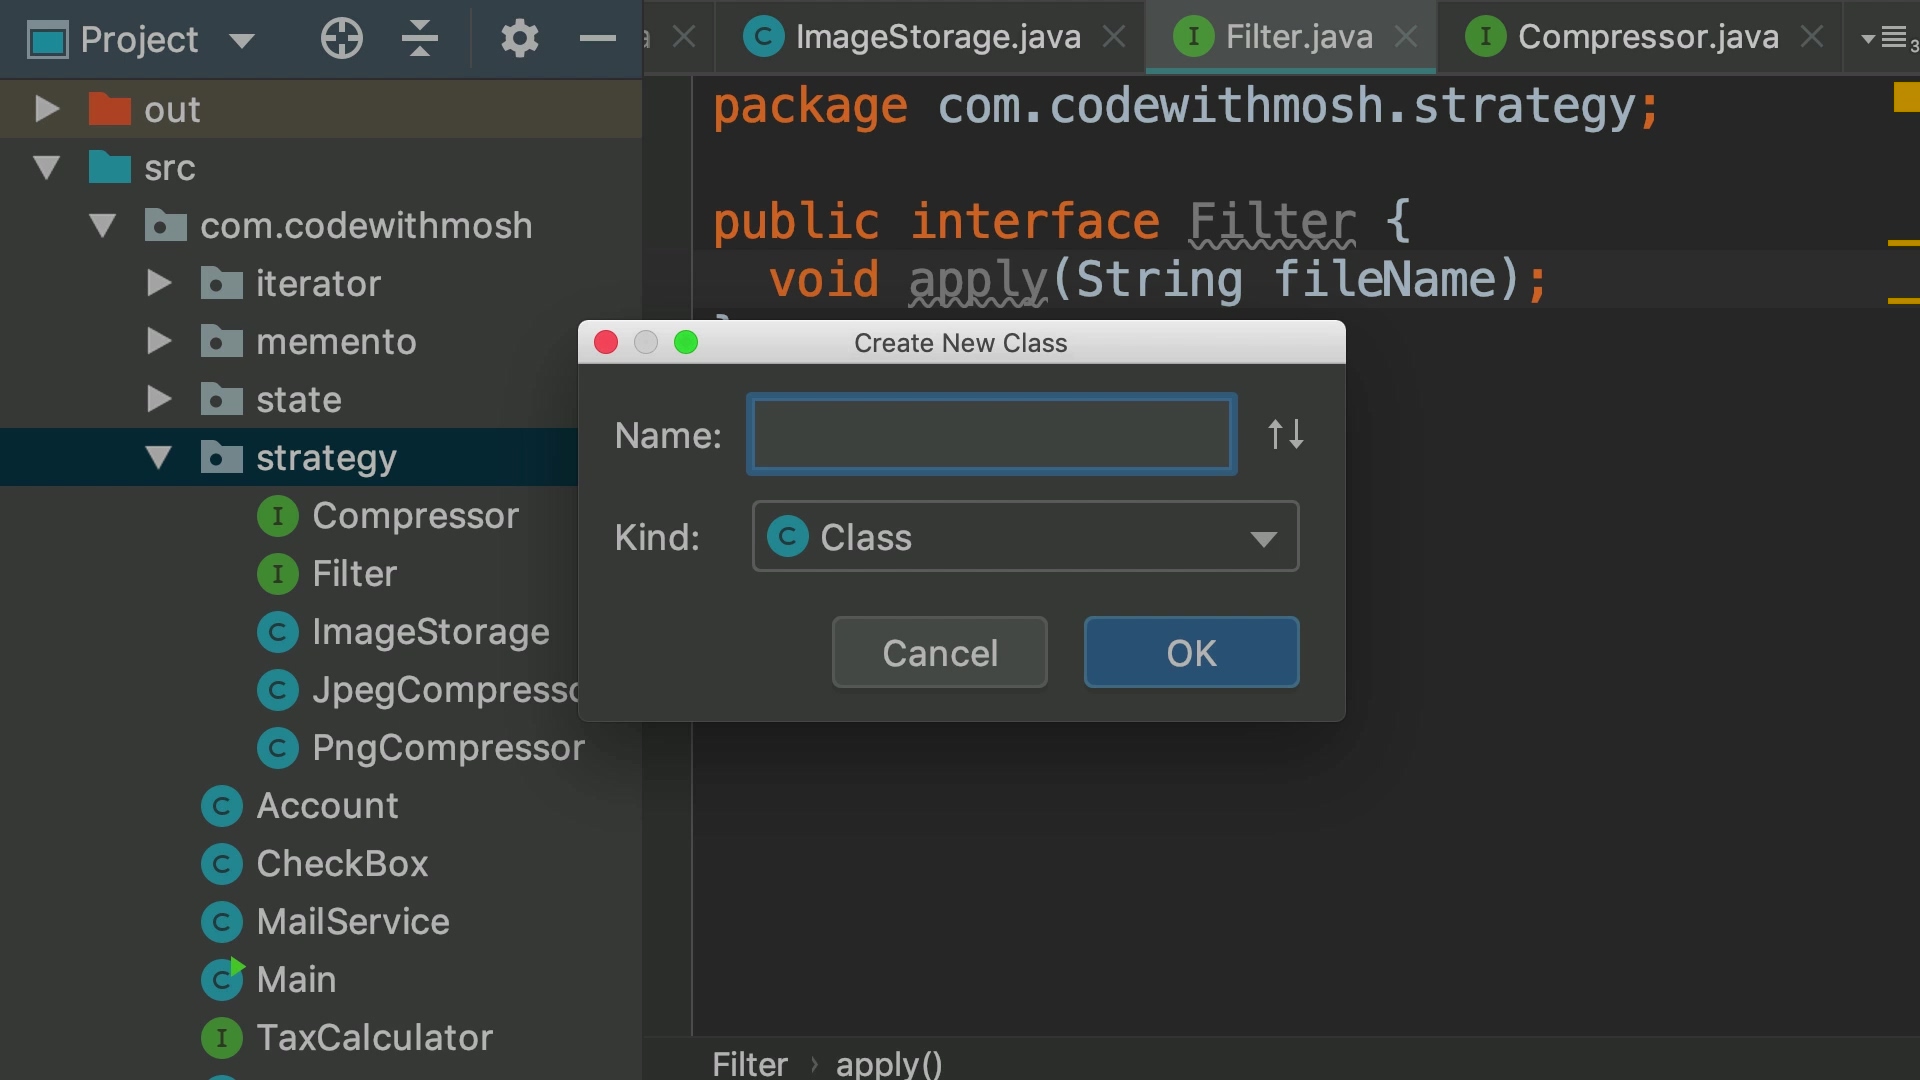 Project
a
ImageStorage.java
Filter.java
Compressor.java
3
out
src
com.codewithmosh
iterator
memento
state
strategy
I Compressor
I Filter
C ImageStorage
C JpegCompresso
C PngCompressor
C Account
C CheckBox
C MailService
C Main
I TaxCalculator
package com.codewithmosh.strategy;
public interface Filter {
void apply(String fileName);
Create New Class
Name:
Kind: C Class
Cancel OK
Filter › apply()